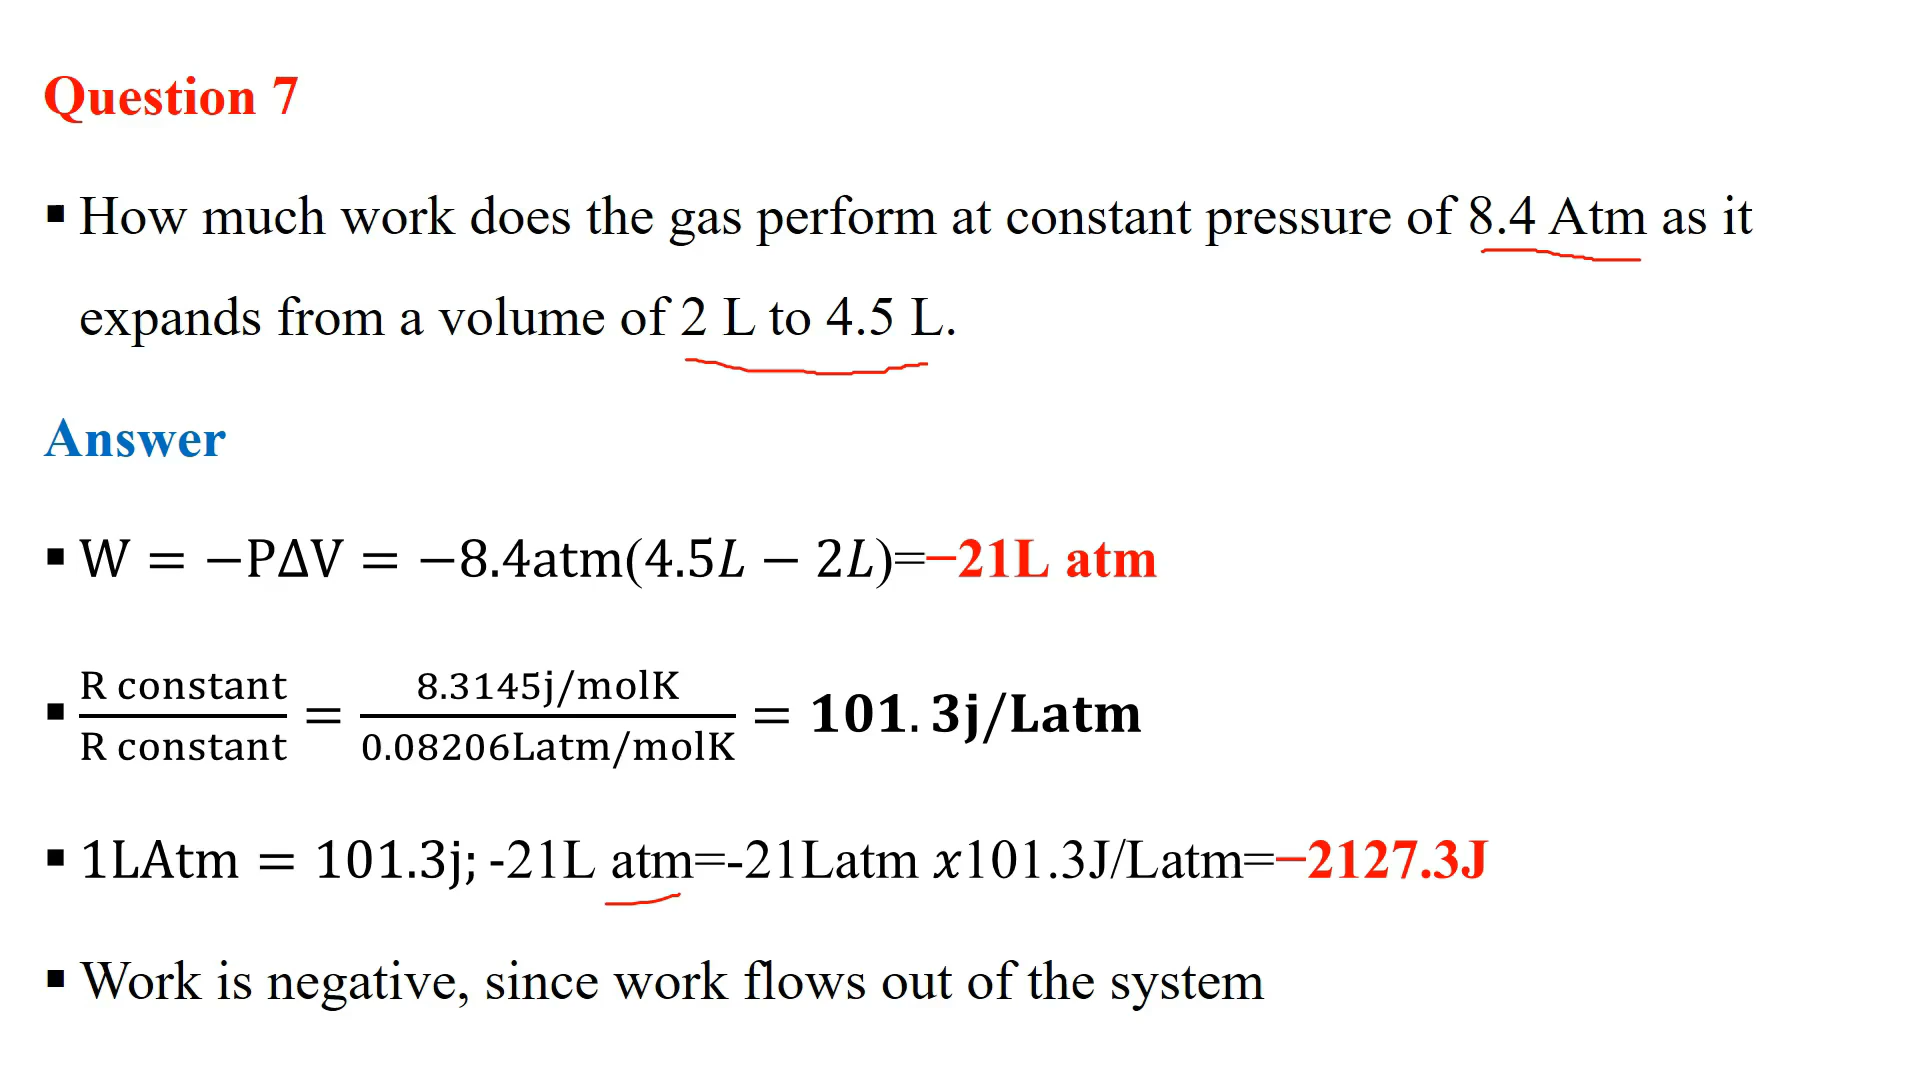 Question 7
▪ How much work does the gas perform at constant pressure of 8.4 Atm as it
expands from a volume of 2 L to 4.5 L.
Answer
▪ W = −PΔV = −8.4atm(4.5L − 2L)=−21L atm
▪ R constant / R constant = 8.3145j/molK / 0.08206Latm/molK = 101.3j/Latm
▪ 1LAtm = 101.3j; -21L atm=-21Latm x101.3J/Latm=−2127.3J
▪ Work is negative, since work flows out of the system